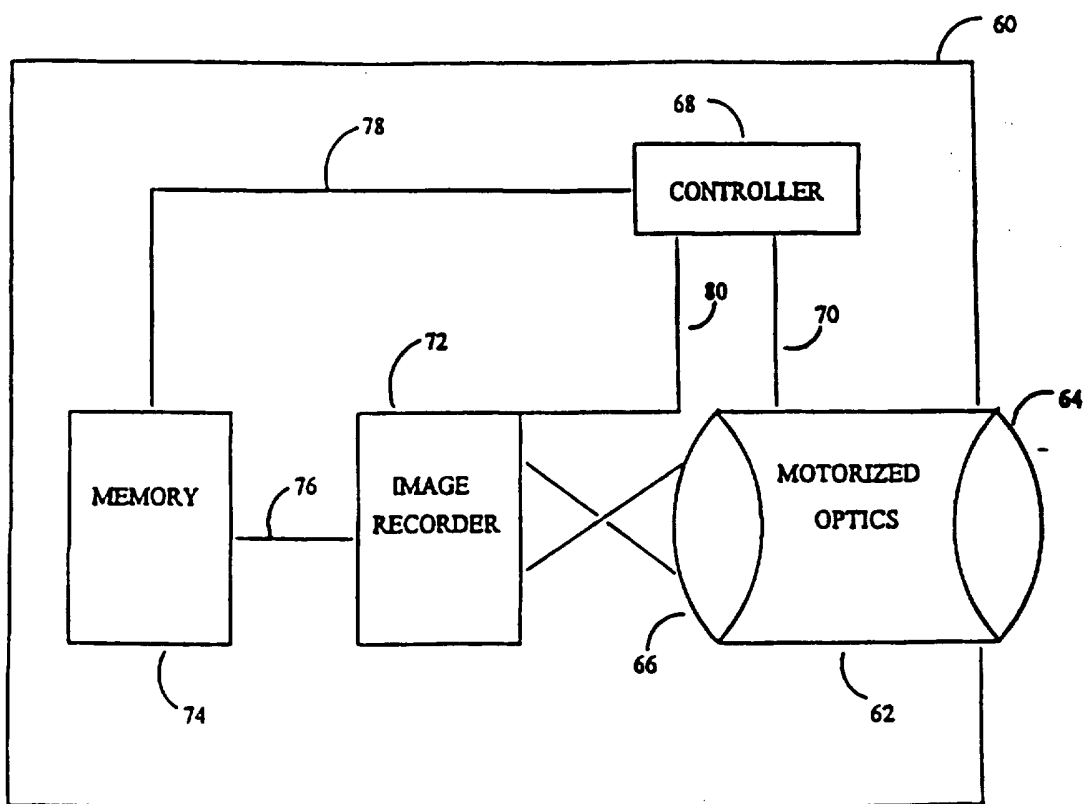 60
68
78
CONTROLLER
80
70
72
64
MEMORY
76
IMAGE
RECORDER
MOTORIZED
OPTICS
66
74
62